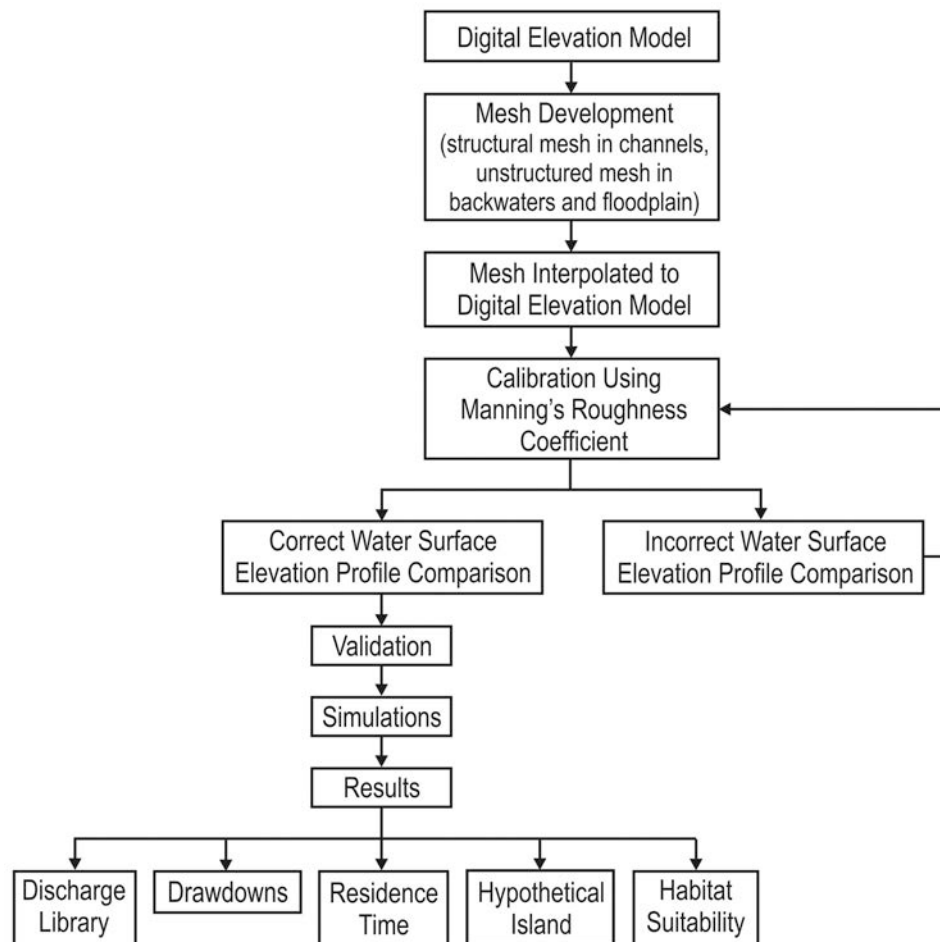 Digital Elevation Model
Mesh Development
(structural mesh in channels,
unstructured mesh in
backwaters and floodplain)
Mesh Interpolated to
Digital Elevation Model
Calibration Using
Manning's Roughness
Coefficient
Correct Water Surface
Elevation Profile Comparison
Incorrect Water Surface
Elevation Profile Comparison
Validation
Simulations
Results
Discharge
Library
Drawdowns
Residence
Time
Hypothetical
Island
Habitat
Suitability